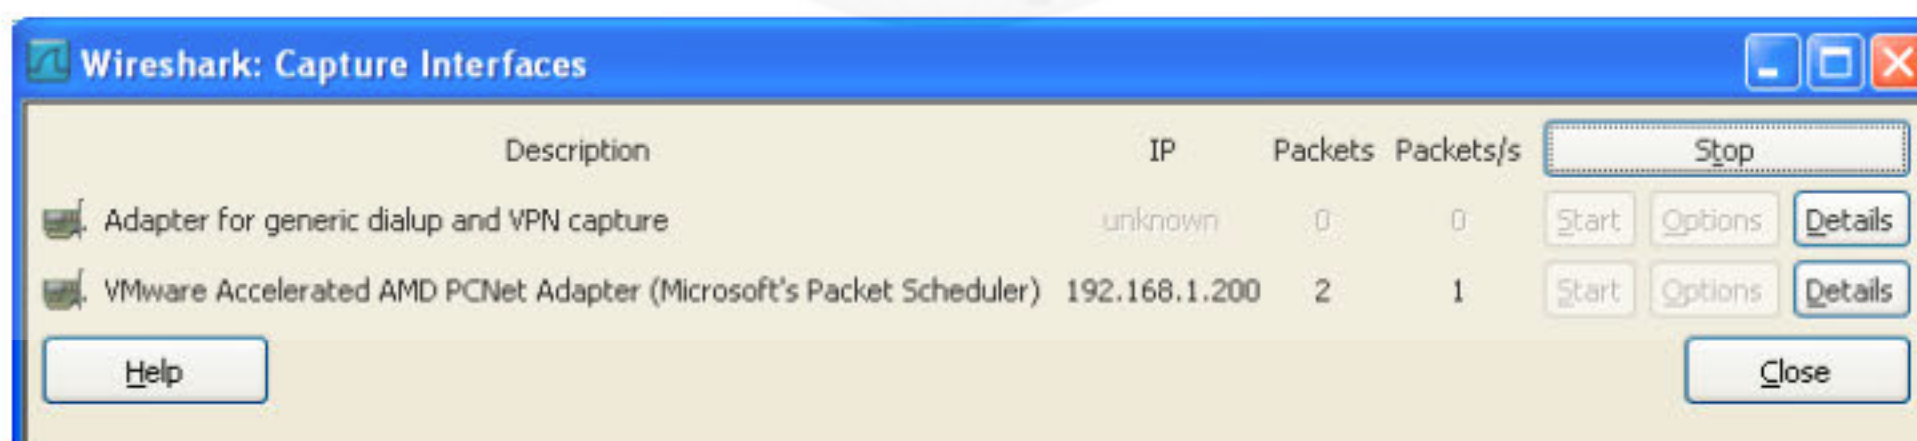 Wireshark: Capture Interfaces
Description IP Packets Packets/s Stop
Adapter for generic dialup and VPN capture unknown 0 0 Start Options Details
VMware Accelerated AMD PCNet Adapter (Microsoft's Packet Scheduler) 192.168.1.200 2 1 Start Options Details
Help Close